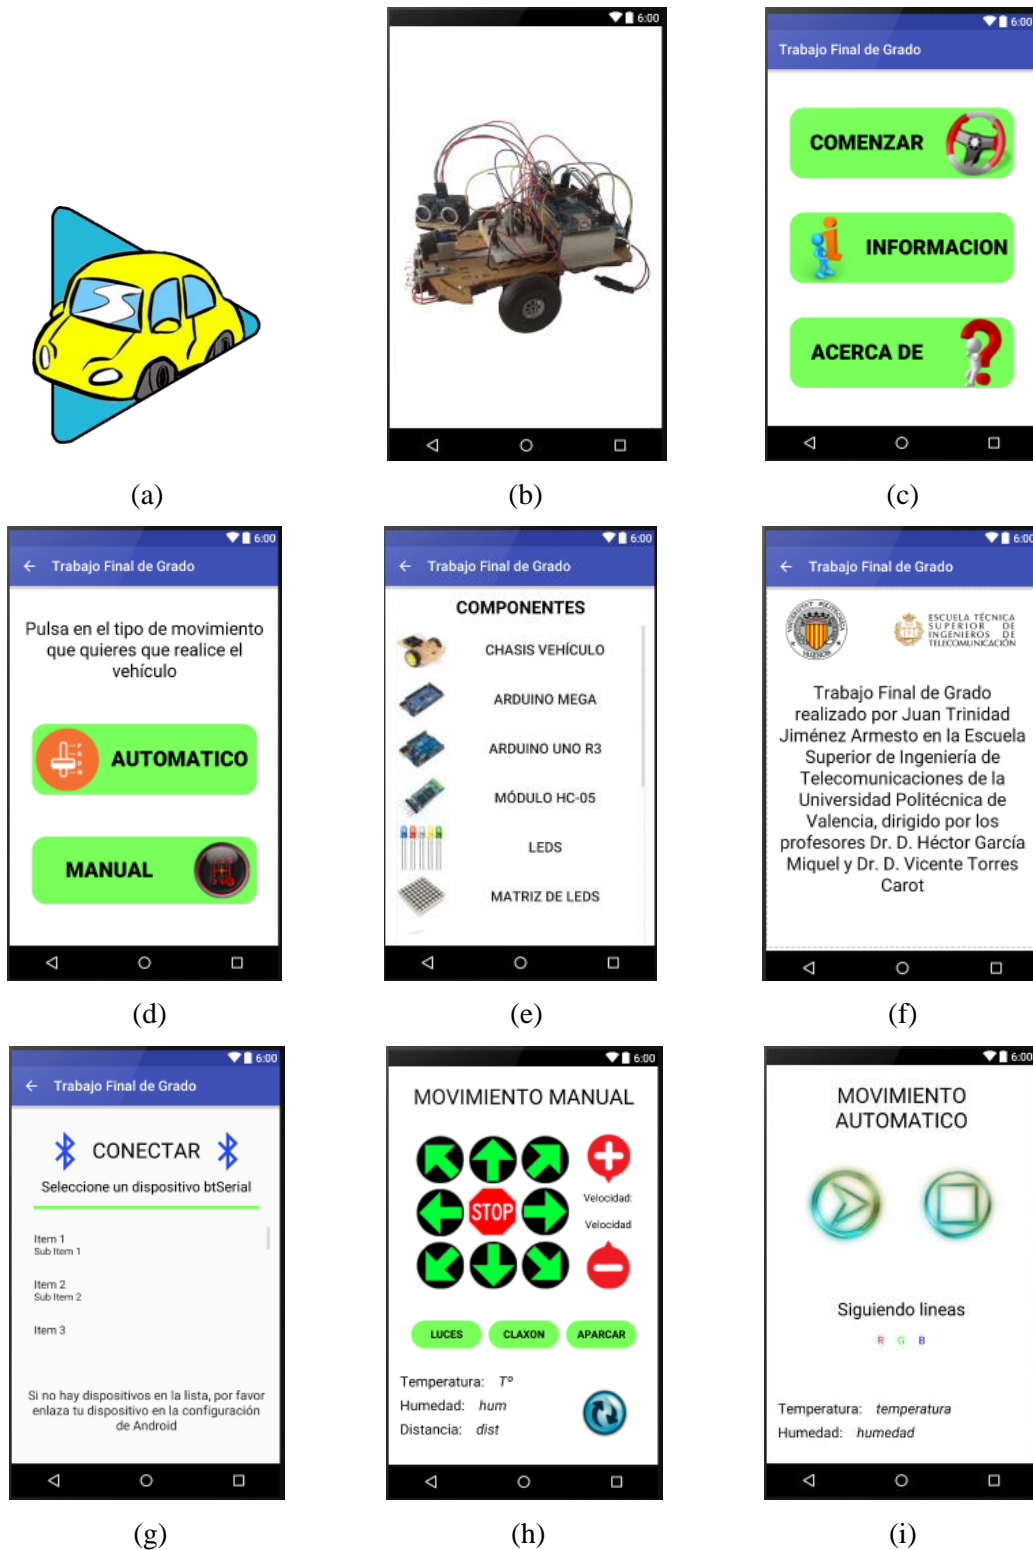 6:00
6:00
Trabajo Final de Grado
COMENZAR
INFORMACION
ACERCA DE
(a)
(b)
(c)
6:00
Trabajo Final de Grado
Pulsa en el tipo de movimiento
que quieres que realice el
vehículo
AUTOMATICO
MANUAL
6:00
Trabajo Final de Grado
COMPONENTES
CHASIS VEHÍCULO
ARDUINO MEGA
ARDUINO UNO R3
MÓDULO HC-05
LEDS
MATRIZ DE LEDS
6:00
Trabajo Final de Grado
UNIVERSITAT POLITECNICA
VALENCIA
ESCUELA TÉCNICA
SUPERIOR DE
INGENIEROS DE
TELECOMUNICACIÓN
Trabajo Final de Grado
realizado por Juan Trinidad
Jiménez Armesto en la Escuela
Superior de Ingeniería de
Telecomunicaciones de la
Universidad Politécnica de
Valencia, dirigido por los
profesores Dr. D. Héctor García
Miquel y Dr. D. Vicente Torres
Carot
(d)
(e)
(f)
6:00
Trabajo Final de Grado
CONECTAR
Seleccione un dispositivo btSerial
Item 1
Sub Item 1
Item 2
Sub Item 2
Item 3
Si no hay dispositivos en la lista, por favor
enlaza tu dispositivo en la configuración
de Android
6:00
MOVIMIENTO MANUAL
STOP
Velocidad:
Velocidad
LUCES
CLAXON
APARCAR
Temperatura: Tº
Humedad: hum
Distancia: dist
6:00
MOVIMIENTO
AUTOMATICO
Siguiendo lineas
R G B
Temperatura: temperatura
Humedad: humedad
(g)
(h)
(i)